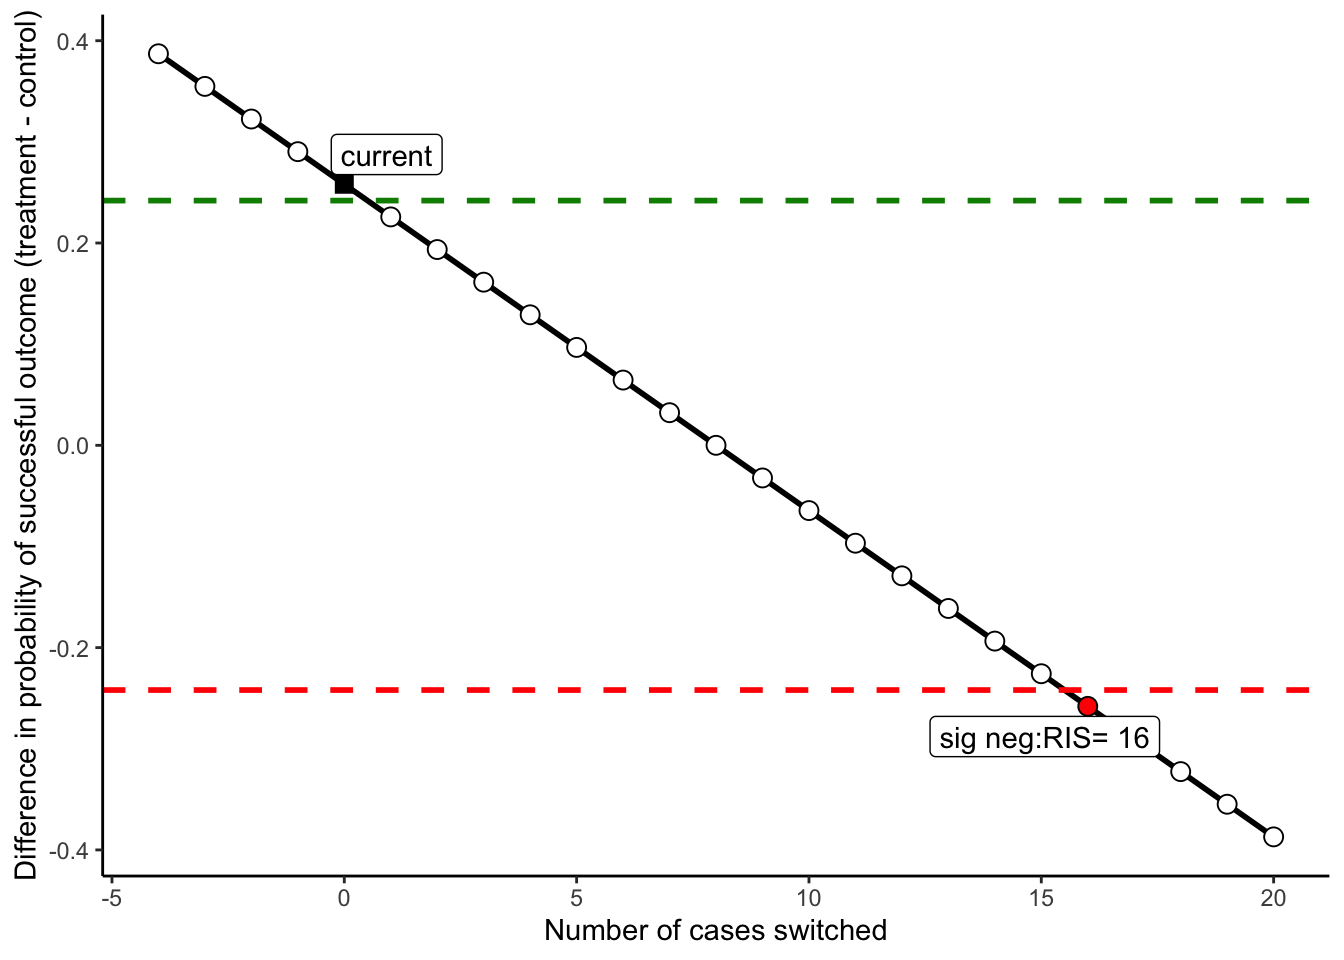 Difference in probability of successful outcome (treatment - control)
0.4
0.2
0.0
-0.2
-0.4
current
sig neg:RIS= 16
-5
0
5
10
15
20
Number of cases switched